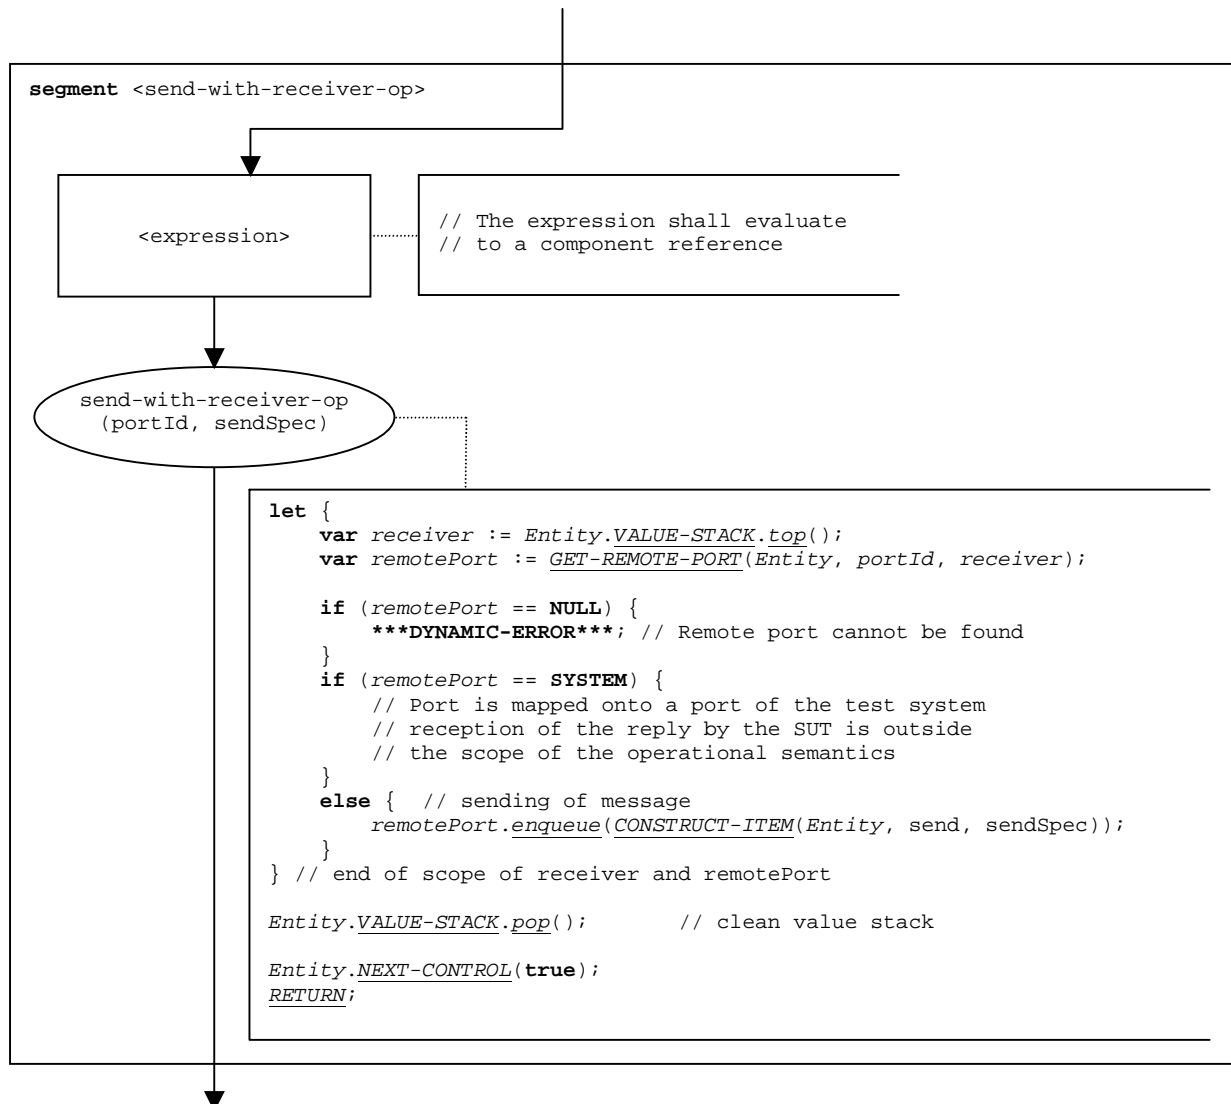 segment <send-with-receiver-op>
<expression>
// The expression shall evaluate
// to a component reference
send-with-receiver-op
(portId, sendSpec)
let {
    var receiver := Entity.VALUE-STACK.top();
    var remotePort := GET-REMOTE-PORT(Entity, portId, receiver);
    if (remotePort == NULL) {
        ***DYNAMIC-ERROR***; // Remote port cannot be found
    }
    if (remotePort == SYSTEM) {
        // Port is mapped onto a port of the test system
        // reception of the reply by the SUT is outside
        // the scope of the operational semantics
    }
    else {  // sending of message
        remotePort.enqueue(CONSTRUCT-ITEM(Entity, send, sendSpec));
    }
} // end of scope of receiver and remotePort
Entity.VALUE-STACK.pop();       // clean value stack
Entity.NEXT-CONTROL(true);
RETURN;